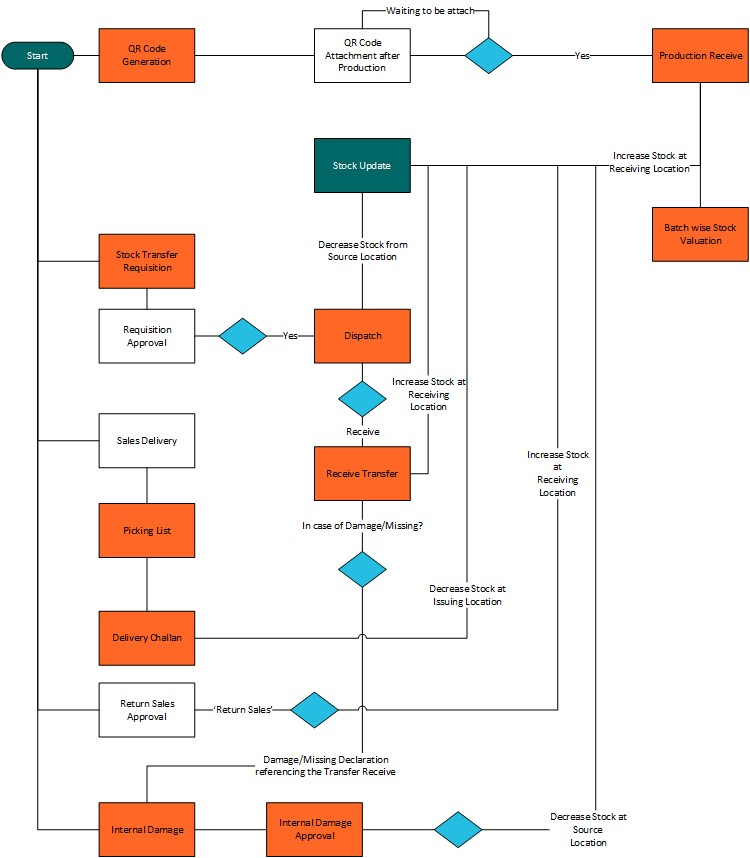 Waiting to be attach
Start
QR Code
Generation
QR Code
Attachment after
Production
Yes
Production Receive
Stock Update
Increase Stock at
Receiving Location
Batch wise Stock
Valuation
Decrease Stock from
Source Location
Stock Transfer
Requisition
Requisition
Approval
Yes
Dispatch
Increase Stock at
Receiving
Location
Receive
Sales Delivery
Receive Transfer
Increase Stock
at
Receiving
Location
In case of Damage/Missing?
Picking List
Decrease Stock at
Issuing Location
Delivery Challan
Return Sales
Approval
‘Return Sales’
Damage/Missing Declaration
referencing the Transfer Receive
Internal Damage
Internal Damage
Approval
Decrease Stock at
Source
Location